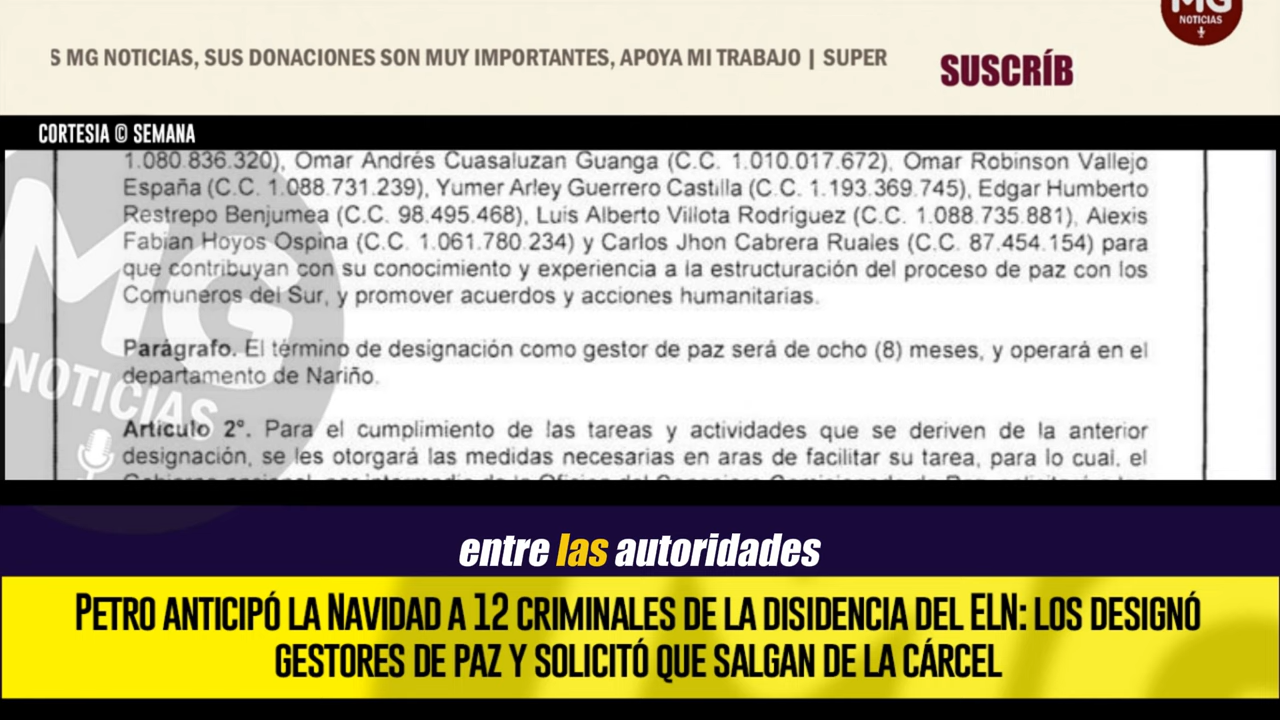 MG
NOTICIAS
S MG NOTICIAS, SUS DONACIONES SON MUY IMPORTANTES, APOYA MI TRABAJO | SUPER
SUSCRÍB
CORTESIA © SEMANA
1.080.836.320), Omar Andrés Cuasaluzan Guanga (C.C. 1.010.017.672), Omar Robinson Vallejo
España (C.C. 1.088.731.239), Yumer Arley Guerrero Castilla (C.C. 1.193.369.745), Edgar Humberto
Restrepo Benjumea (C.C. 98.495.468), Luis Alberto Villota Rodríguez (C.C. 1.088.735.881), Alexis
Fabian Hoyos Ospina (C.C. 1.061.780.234) y Carlos Jhon Cabrera Ruales (C.C. 87.454.154) para
que contribuyan con su conocimiento y experiencia a la estructuración del proceso de paz con los
Comuneros del Sur, y promover acuerdos y acciones humanitarias.
Parágrafo. El término de designación como gestor de paz será de ocho (8) meses, y operará en el
departamento de Nariño.
Artículo 2°. Para el cumplimiento de las tareas y actividades que se deriven de la anterior
designación, se les otorgará las medidas necesarias en aras de facilitar su tarea, para lo cual, el
MG
NOTICIAS
entre las autoridades
PETRO ANTICIPÓ LA NAVIDAD A 12 CRIMINALES DE LA DISIDENCIA DEL ELN: LOS DESIGNÓ
GESTORES DE PAZ Y SOLICITÓ QUE SALGAN DE LA CÁRCEL